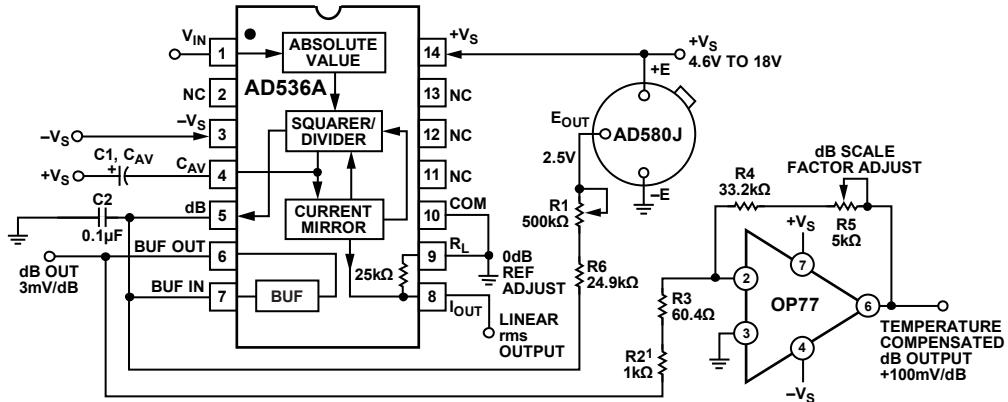 V_IN
1
ABSOLUTE
VALUE
14
+V_S
+V_S
4.6V TO 18V
+E
AD536A
NC
2
13
NC
E_OUT
AD580J
2.5V
–E
–V_S
–V_S
3
SQUARER/
DIVIDER
12
NC
+V_S
C1, C_AV
+
C_AV
4
11
NC
dB
5
CURRENT
MIRROR
10
COM
C2
0.1µF
BUF OUT
6
25kΩ
9
R_L
0dB
REF
ADJUST
dB OUT
3mV/dB
BUF IN
7
BUF
8
I_OUT
LINEAR
rms
OUTPUT
R1
500kΩ
R6
24.9kΩ
R4
33.2kΩ
dB SCALE
FACTOR ADJUST
R5
5kΩ
+V_S
7
2
OP77
6
3
4
–V_S
R3
60.4Ω
R2¹
1kΩ
TEMPERATURE
COMPENSATED
dB OUTPUT
+100mV/dB